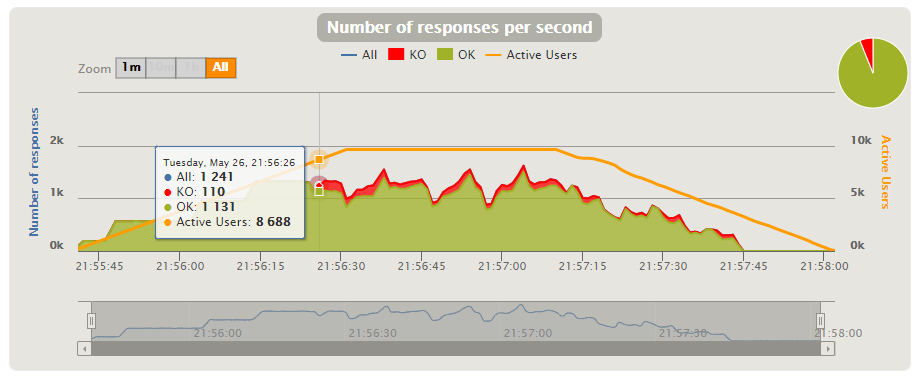 Number of responses per second
All KO OK Active Users
Zoom 1m All
Number of responses
2k
1k
0k
10k
5k
0k
Active Users
Tuesday, May 26, 21:56:26
All: 1 241
KO: 110
OK: 1 131
Active Users: 8 688
21:55:45 21:56:00 21:56:15 21:56:30 21:56:45 21:57:00 21:57:15 21:57:30 21:57:45 21:58:00
21:56:00 21:56:30 21:57:00 21:57:30 21:58:00